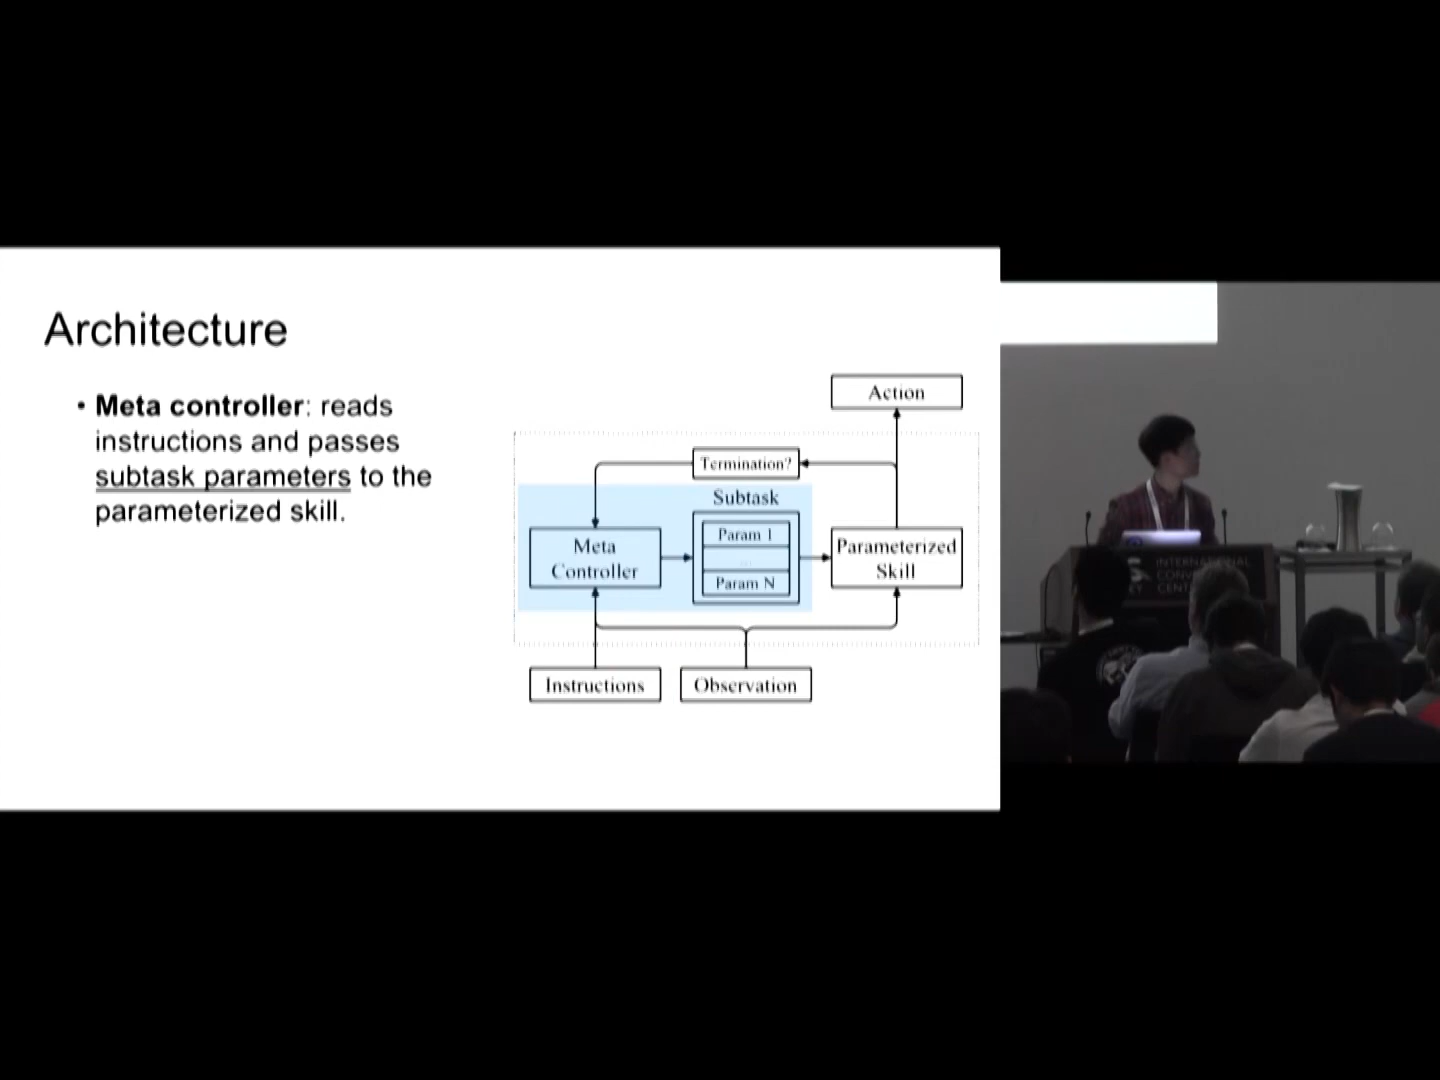 Architecture
• Meta controller: reads
instructions and passes
subtask parameters to the
parameterized skill.
Action
Termination?
Subtask
Meta
Controller
Param 1
...
Param N
Parameterized
Skill
Instructions
Observation
INTERNATIONAL